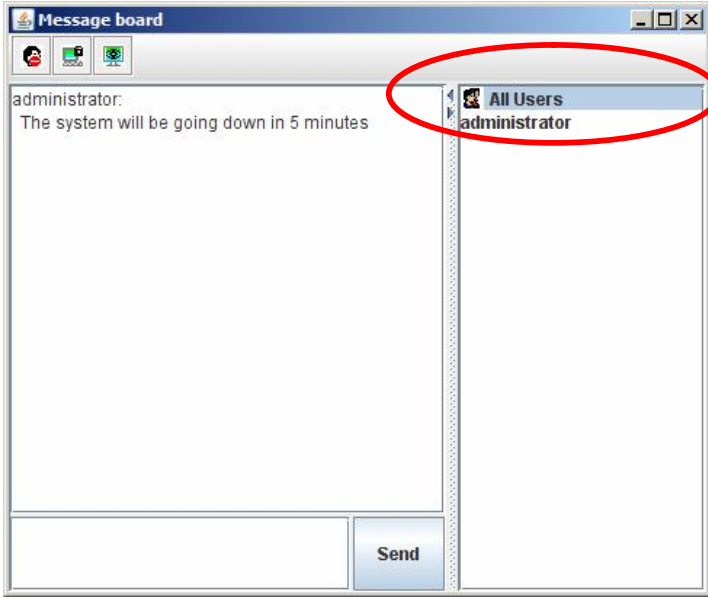 Message board
administrator:
The system will be going down in 5 minutes
All Users
administrator
Send